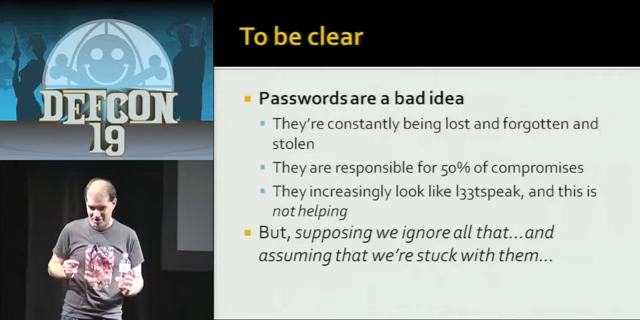 DEFCON
19
To be clear
Passwords are a bad idea
They're constantly being lost and forgotten and
stolen
They are responsible for 50% of compromises
They increasingly look like l33tspeak, and this is
not helping
But, supposing we ignore all that...and
assuming that we're stuck with them...